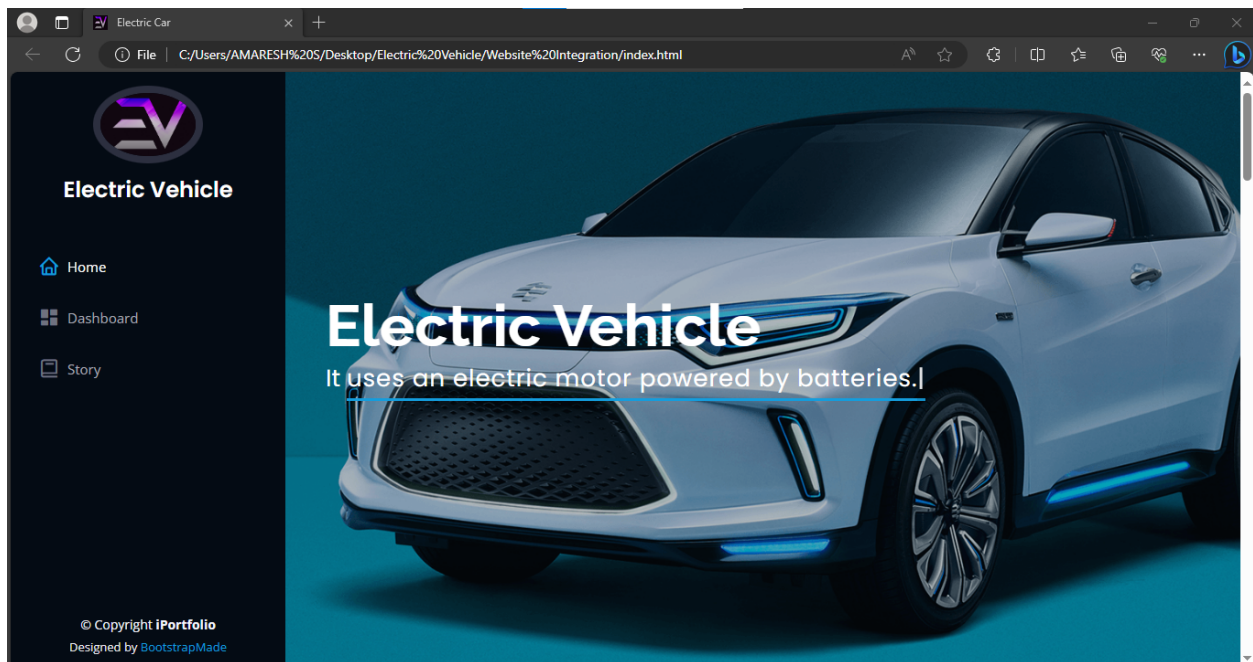 Electric Car
File
C:/Users/AMARESH%20S/Desktop/Electric%20Vehicle/Website%20Integration/index.html
EV
Electric Vehicle
Home
Dashboard
Story
© Copyright iPortfolio
Designed by BootstrapMade
Electric Vehicle
It uses an electric motor powered by batteries.